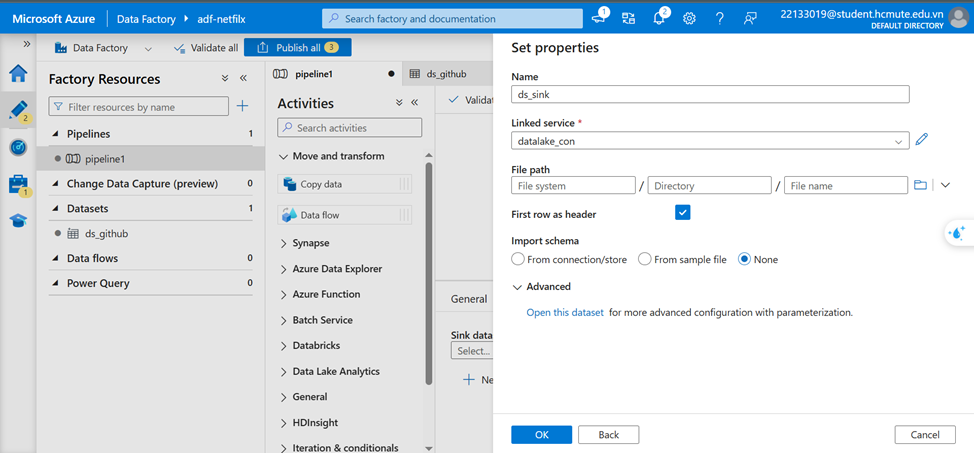 Microsoft Azure
Data Factory
adf-netfilx
Search factory and documentation
1
2
22133019@student.hcmute.edu.vn
DEFAULT DIRECTORY
Data Factory
Validate all
Publish all
3
2
1
Factory Resources
Filter resources by name
Pipelines 1
pipeline1
Change Data Capture (preview) 0
Datasets 1
ds_github
Data flows 0
Power Query 0
pipeline1
ds_github
Activities
Search activities
Move and transform
Copy data
Data flow
Synapse
Azure Data Explorer
Azure Function
Batch Service
Databricks
Data Lake Analytics
General
HDInsight
Iteration & conditionals
Valida
General
Sink data
Select...
Ne
Set properties
Name
ds_sink
Linked service *
datalake_con
File path
File system / Directory / File name
First row as header
Import schema
From connection/store From sample file None
Advanced
Open this dataset for more advanced configuration with parameterization.
OK
Back
Cancel